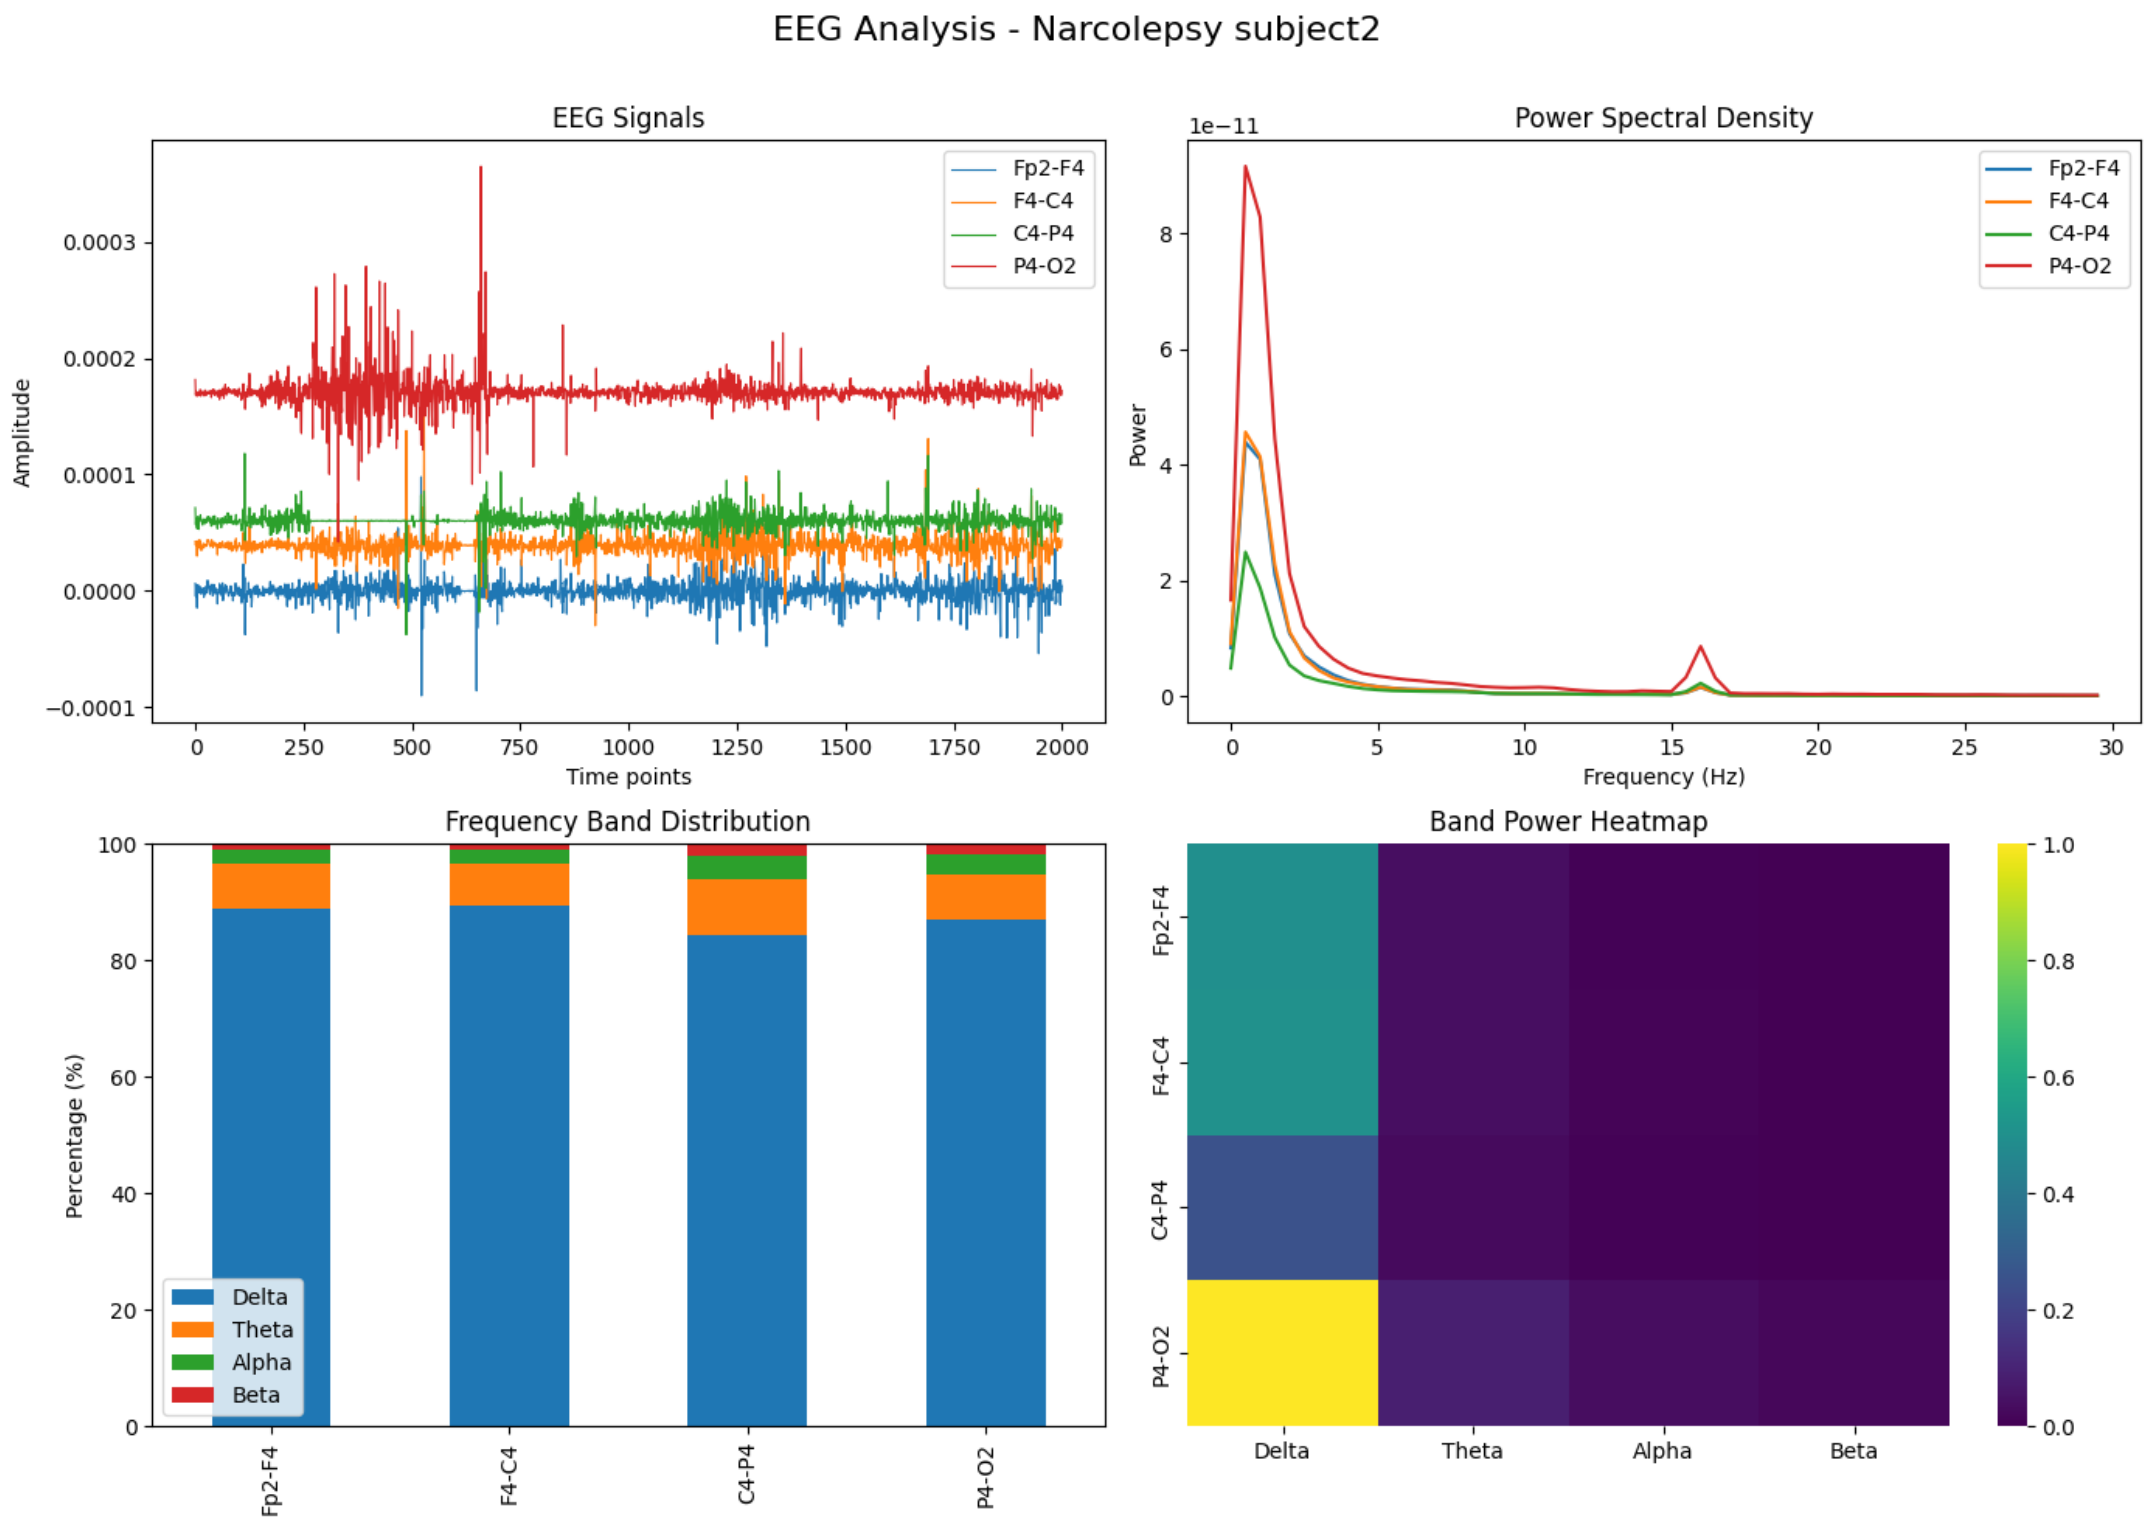 EEG Analysis - Narcolepsy subject2
EEG Signals
Amplitude
0.0003
0.0002
0.0001
0.0000
−0.0001
0 250 500 750 1000 1250 1500 1750 2000
Time points
Fp2-F4
F4-C4
C4-P4
P4-O2
Power Spectral Density
1e−11
Power
8
6
4
2
0
0 5 10 15 20 25 30
Frequency (Hz)
Fp2-F4
F4-C4
C4-P4
P4-O2
Frequency Band Distribution
Percentage (%)
100
80
60
40
20
0
Delta
Theta
Alpha
Beta
Fp2-F4 F4-C4 C4-P4 P4-O2
Band Power Heatmap
Fp2-F4
F4-C4
C4-P4
P4-O2
Delta Theta Alpha Beta
1.0
0.8
0.6
0.4
0.2
0.0